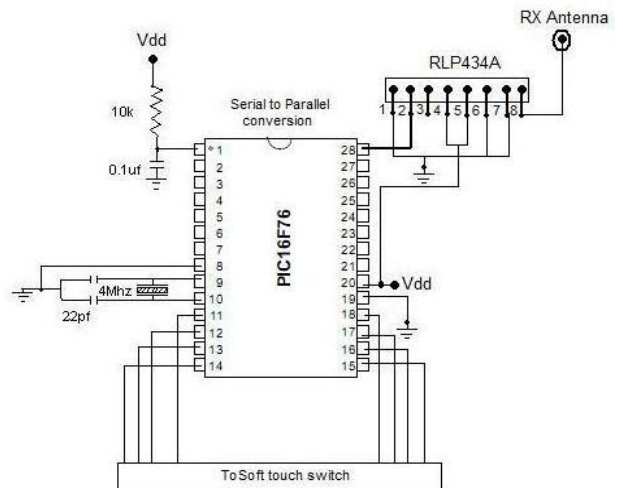 RX Antenna
Vdd
RLP434A
10k
Serial to Parallel
conversion
1 2 3 4 5 6 7 8
0.1uf
PIC16F76
1 28
2 27
3 26
4 25
5 24
6 23
7 22
8 21
9 20
10 19
11 18
12 17
13 16
14 15
Vdd
4Mhz
22pf
To Soft touch switch